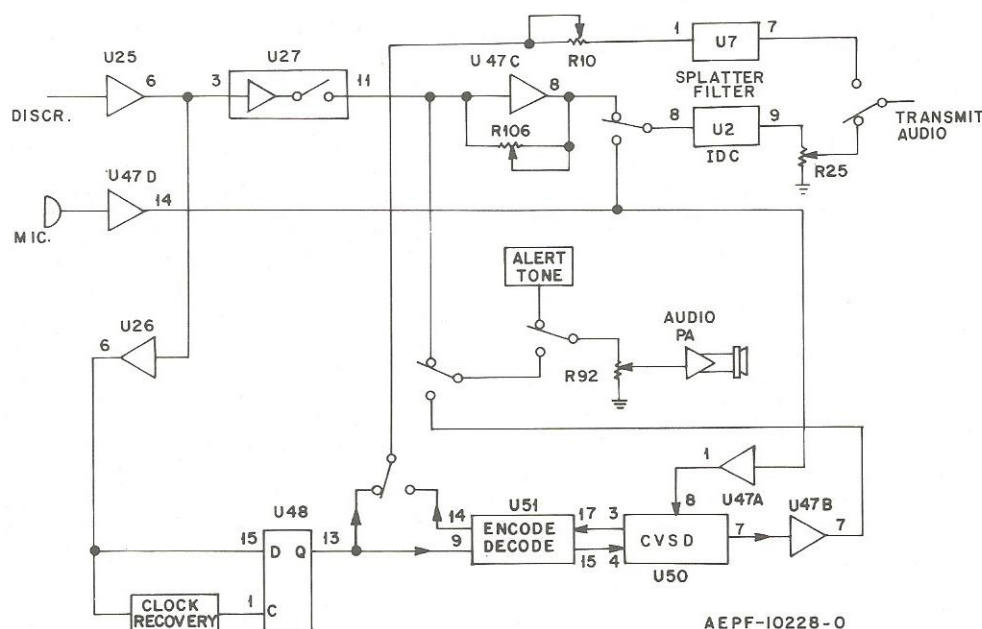 U25
6
DISCR.
3
U27
11
U47C
8
R106
R10
1
U7
7
SPLATTER
FILTER
8
U2
9
IDC
R25
TRANSMIT
AUDIO
U47D
14
MIC.
ALERT
TONE
R92
AUDIO
PA
U26
6
1
U47A
8
U47B
7
7
U48
15
D
Q
13
1
C
CLOCK
RECOVERY
U51
14
ENCODE
DECODE
9
17
15
3
4
CVSD
U50
AEPF-10228-0